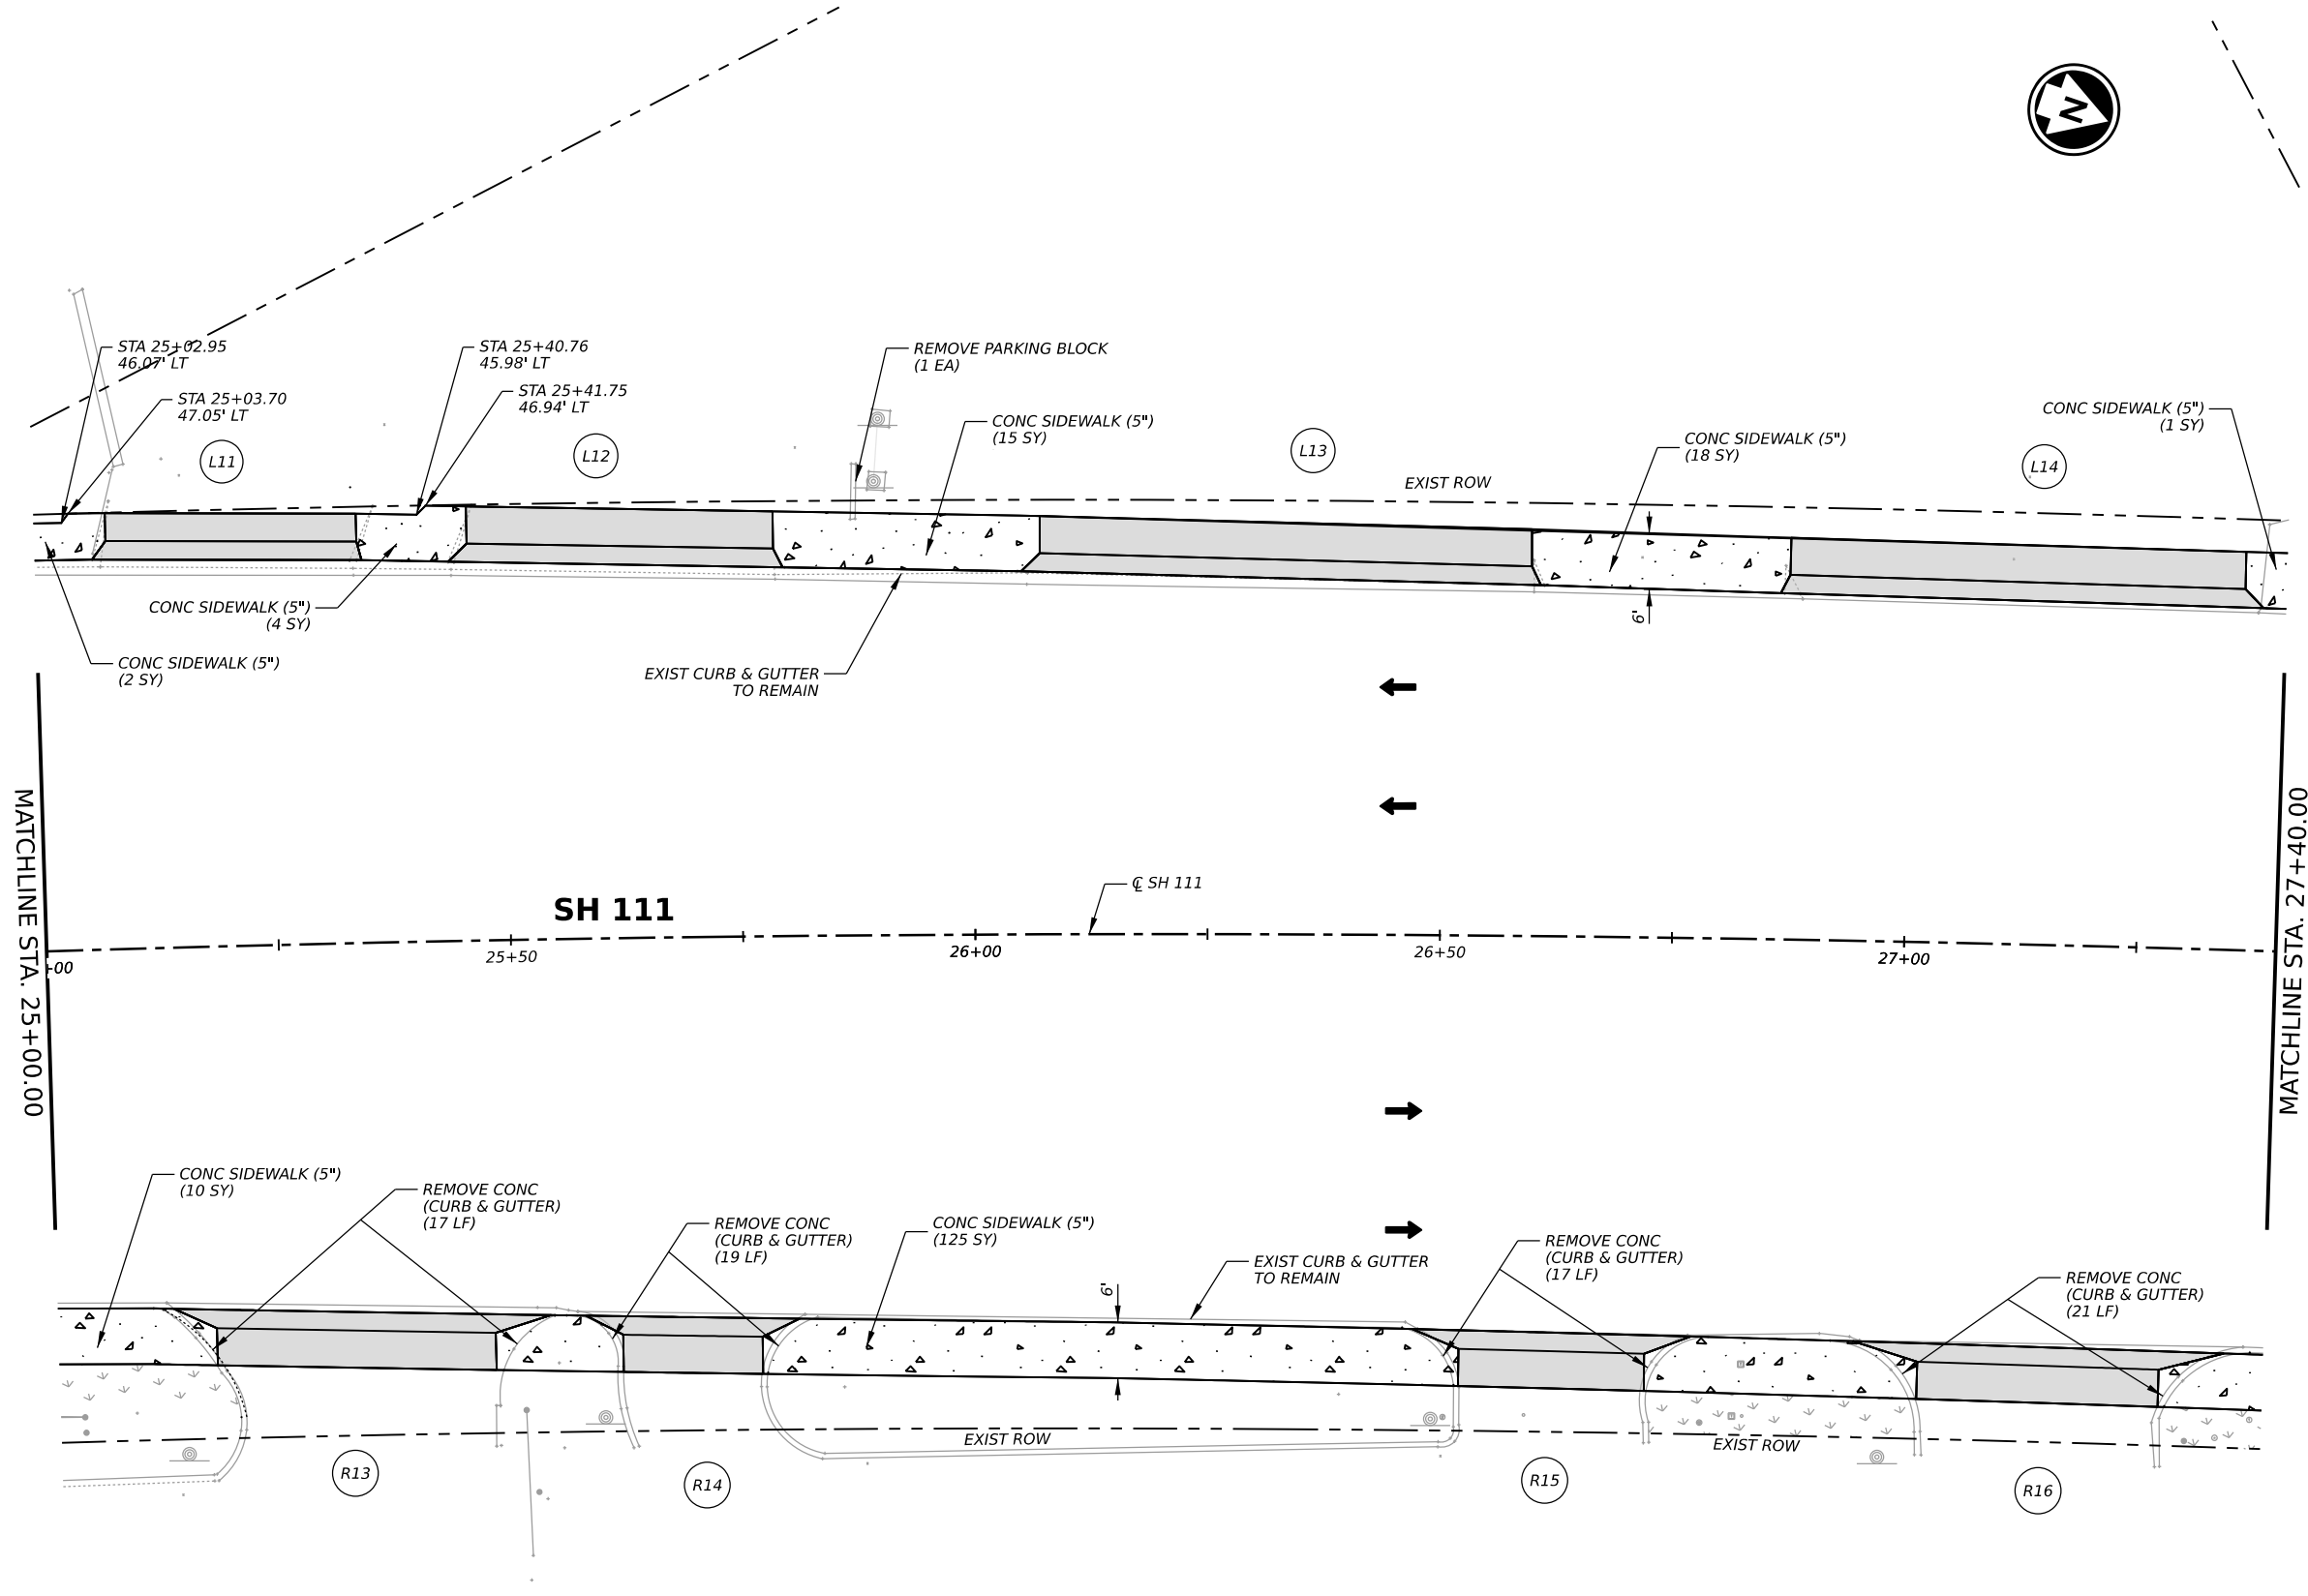 N
STA 25+02.95
46.07' LT
STA 25+03.70
47.05' LT
STA 25+40.76
45.98' LT
STA 25+41.75
46.94' LT
REMOVE PARKING BLOCK
(1 EA)
CONC SIDEWALK (5")
(15 SY)
CONC SIDEWALK (5")
(18 SY)
CONC SIDEWALK (5")
(1 SY)
L11
L12
L13
L14
EXIST ROW
CONC SIDEWALK (5")
(4 SY)
CONC SIDEWALK (5")
(2 SY)
EXIST CURB & GUTTER
TO REMAIN
6'
MATCHLINE STA. 25+00.00
MATCHLINE STA. 27+40.00
SH 111
℄ SH 111
+00
25+50
26+00
26+50
27+00
CONC SIDEWALK (5")
(10 SY)
REMOVE CONC
(CURB & GUTTER)
(17 LF)
REMOVE CONC
(CURB & GUTTER)
(19 LF)
CONC SIDEWALK (5")
(125 SY)
6'
EXIST CURB & GUTTER
TO REMAIN
REMOVE CONC
(CURB & GUTTER)
(17 LF)
REMOVE CONC
(CURB & GUTTER)
(21 LF)
EXIST ROW
EXIST ROW
R13
R14
R15
R16